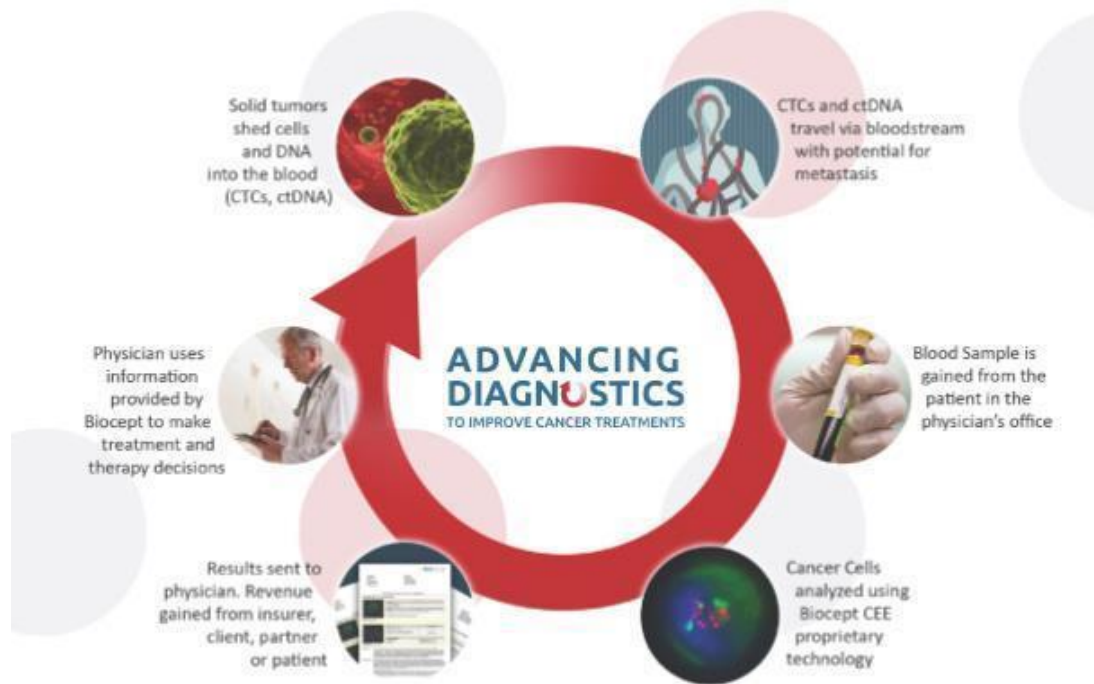 Solid tumors
shed cells
and DNA
into the blood
(CTCs, ctDNA)
CTCs and ctDNA
travel via bloodstream
with potential for
metastasis
Blood Sample is
gained from the
patient in the
physician's office
Cancer Cells
analyzed using
Biocept CEE
proprietary
technology
Results sent to
physician. Revenue
gained from insurer,
client, partner
or patient
Physician uses
information
provided by
Biocept to make
treatment and
therapy decisions
ADVANCING
DIAGNOSTICS
TO IMPROVE CANCER TREATMENTS